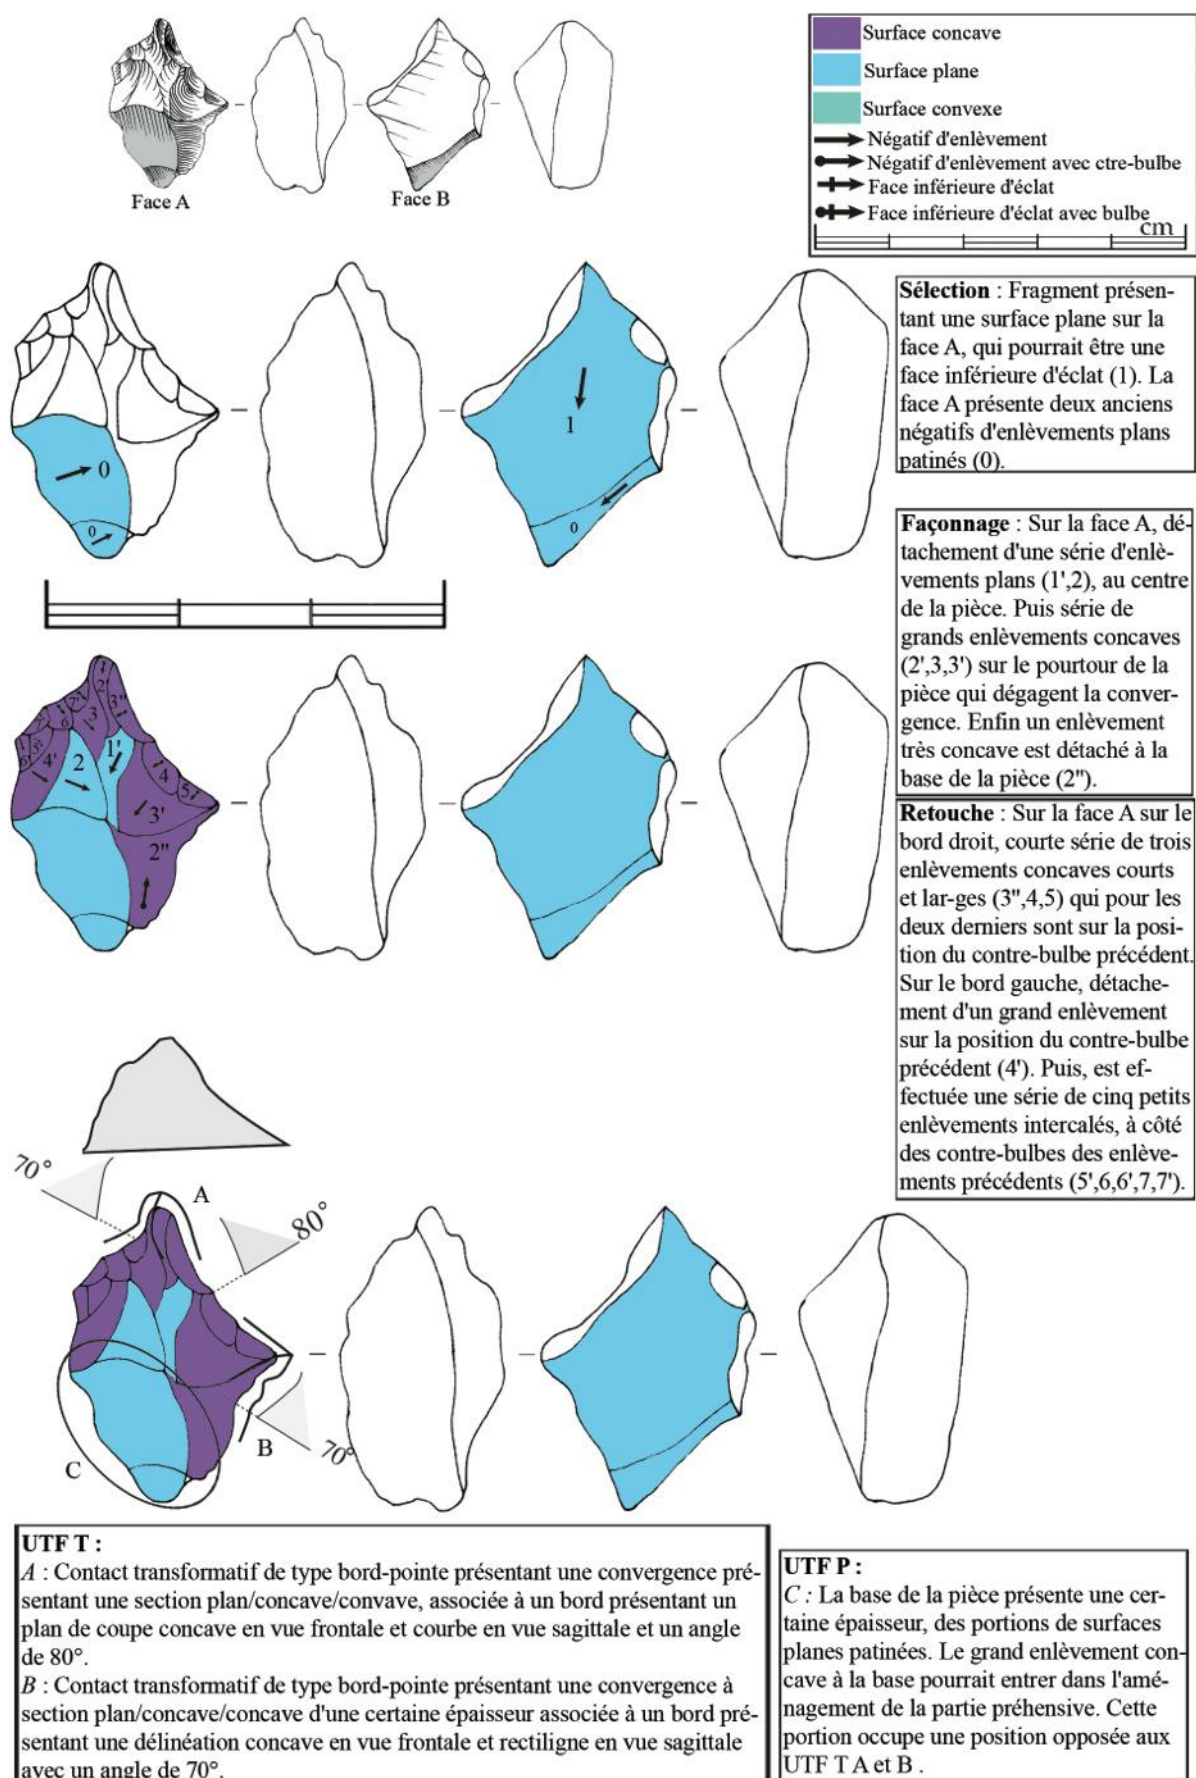 Surface concave
Surface plane
Surface convexe
Négatif d'enlèvement
Négatif d'enlèvement avec ctre-bulbe
Face inférieure d'éclat
Face inférieure d'éclat avec bulbe
cm
Face A
Face B
Sélection : Fragment présen-
tant une surface plane sur la
face A, qui pourrait être une
face inférieure d'éclat (1). La
face A présente deux anciens
négatifs d'enlèvements plans
patinés (0).
0
0
1
0
Façonnage : Sur la face A, dé-
tachement d'une série d'enlè-
vements plans (1',2), au centre
de la pièce. Puis série de
grands enlèvements concaves
(2',3,3') sur le pourtour de la
pièce qui dégagent la conver-
gence. Enfin un enlèvement
très concave est détaché à la
base de la pièce (2").
2'
3"
7'
3
6
7
5'
6'
4'
2
1'
4
5
3'
2"
Retouche : Sur la face A sur le
bord droit, courte série de trois
enlèvements concaves courts
et lar-ges (3",4,5) qui pour les
deux derniers sont sur la posi-
tion du contre-bulbe précédent.
Sur le bord gauche, détache-
ment d'un grand enlèvement
sur la position du contre-bulbe
précédent (4'). Puis, est ef-
fectuée une série de cinq petits
enlèvements intercalés, à côté
des contre-bulbes des enlève-
ments précédents (5',6,6',7,7').
70°
A
80°
B
70°
C
UTF T :
A : Contact transformatif de type bord-pointe présentant une convergence pré-
sentant une section plan/concave/convave, associée à un bord présentant un
plan de coupe concave en vue frontale et courbe en vue sagittale et un angle
de 80°.
B : Contact transformatif de type bord-pointe présentant une convergence à
section plan/concave/concave d'une certaine épaisseur associée à un bord pré-
sentant une délinéation concave en vue frontale et rectiligne en vue sagittale
avec un angle de 70°.
UTF P :
C : La base de la pièce présente une cer-
taine épaisseur, des portions de surfaces
planes patinées. Le grand enlèvement con-
cave à la base pourrait entrer dans l'amé-
nagement de la partie préhensive. Cette
portion occupe une position opposée aux
UTF T A et B .